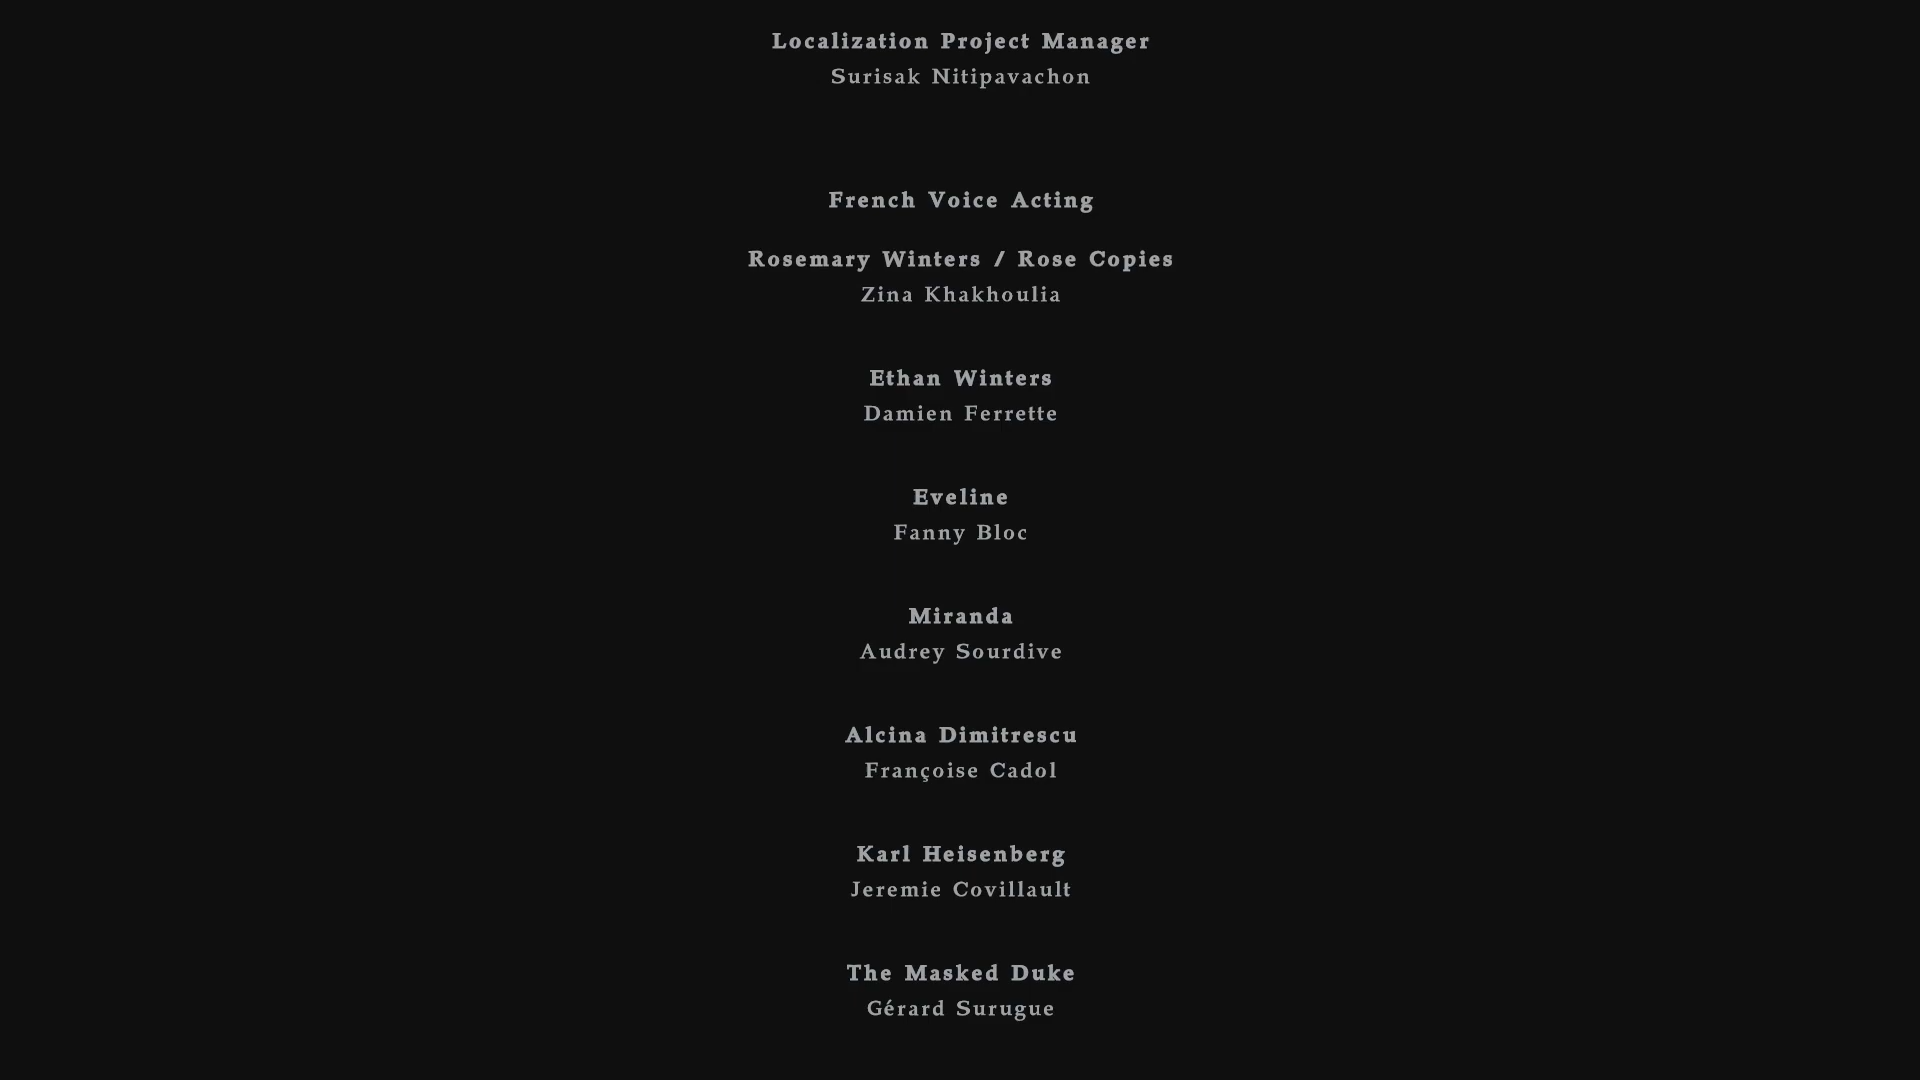 Localization Project Manager
Surisak Nitipavachon
French Voice Acting
Rosemary Winters / Rose Copies
Zina Khakhoulia
Ethan Winters
Damien Ferrette
Eveline
Fanny Bloc
Miranda
Audrey Sourdive
Alcina Dimitrescu
Françoise Cadol
Karl Heisenberg
Jeremie Covillault
The Masked Duke
Gérard Surugue